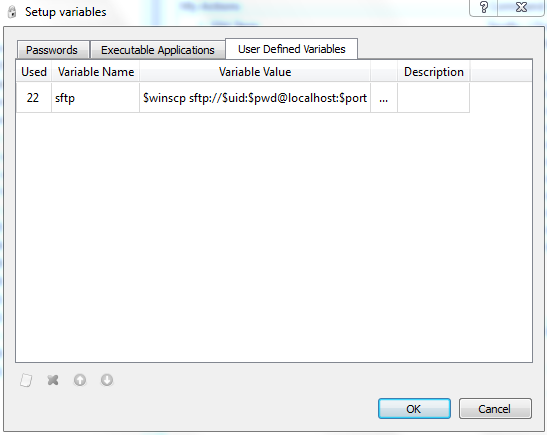 Setup variables
Passwords Executable Applications User Defined Variables
Used Variable Name Variable Value Description
22 sftp $winscp sftp://$uid:$pwd@localhost:$port ...
OK Cancel